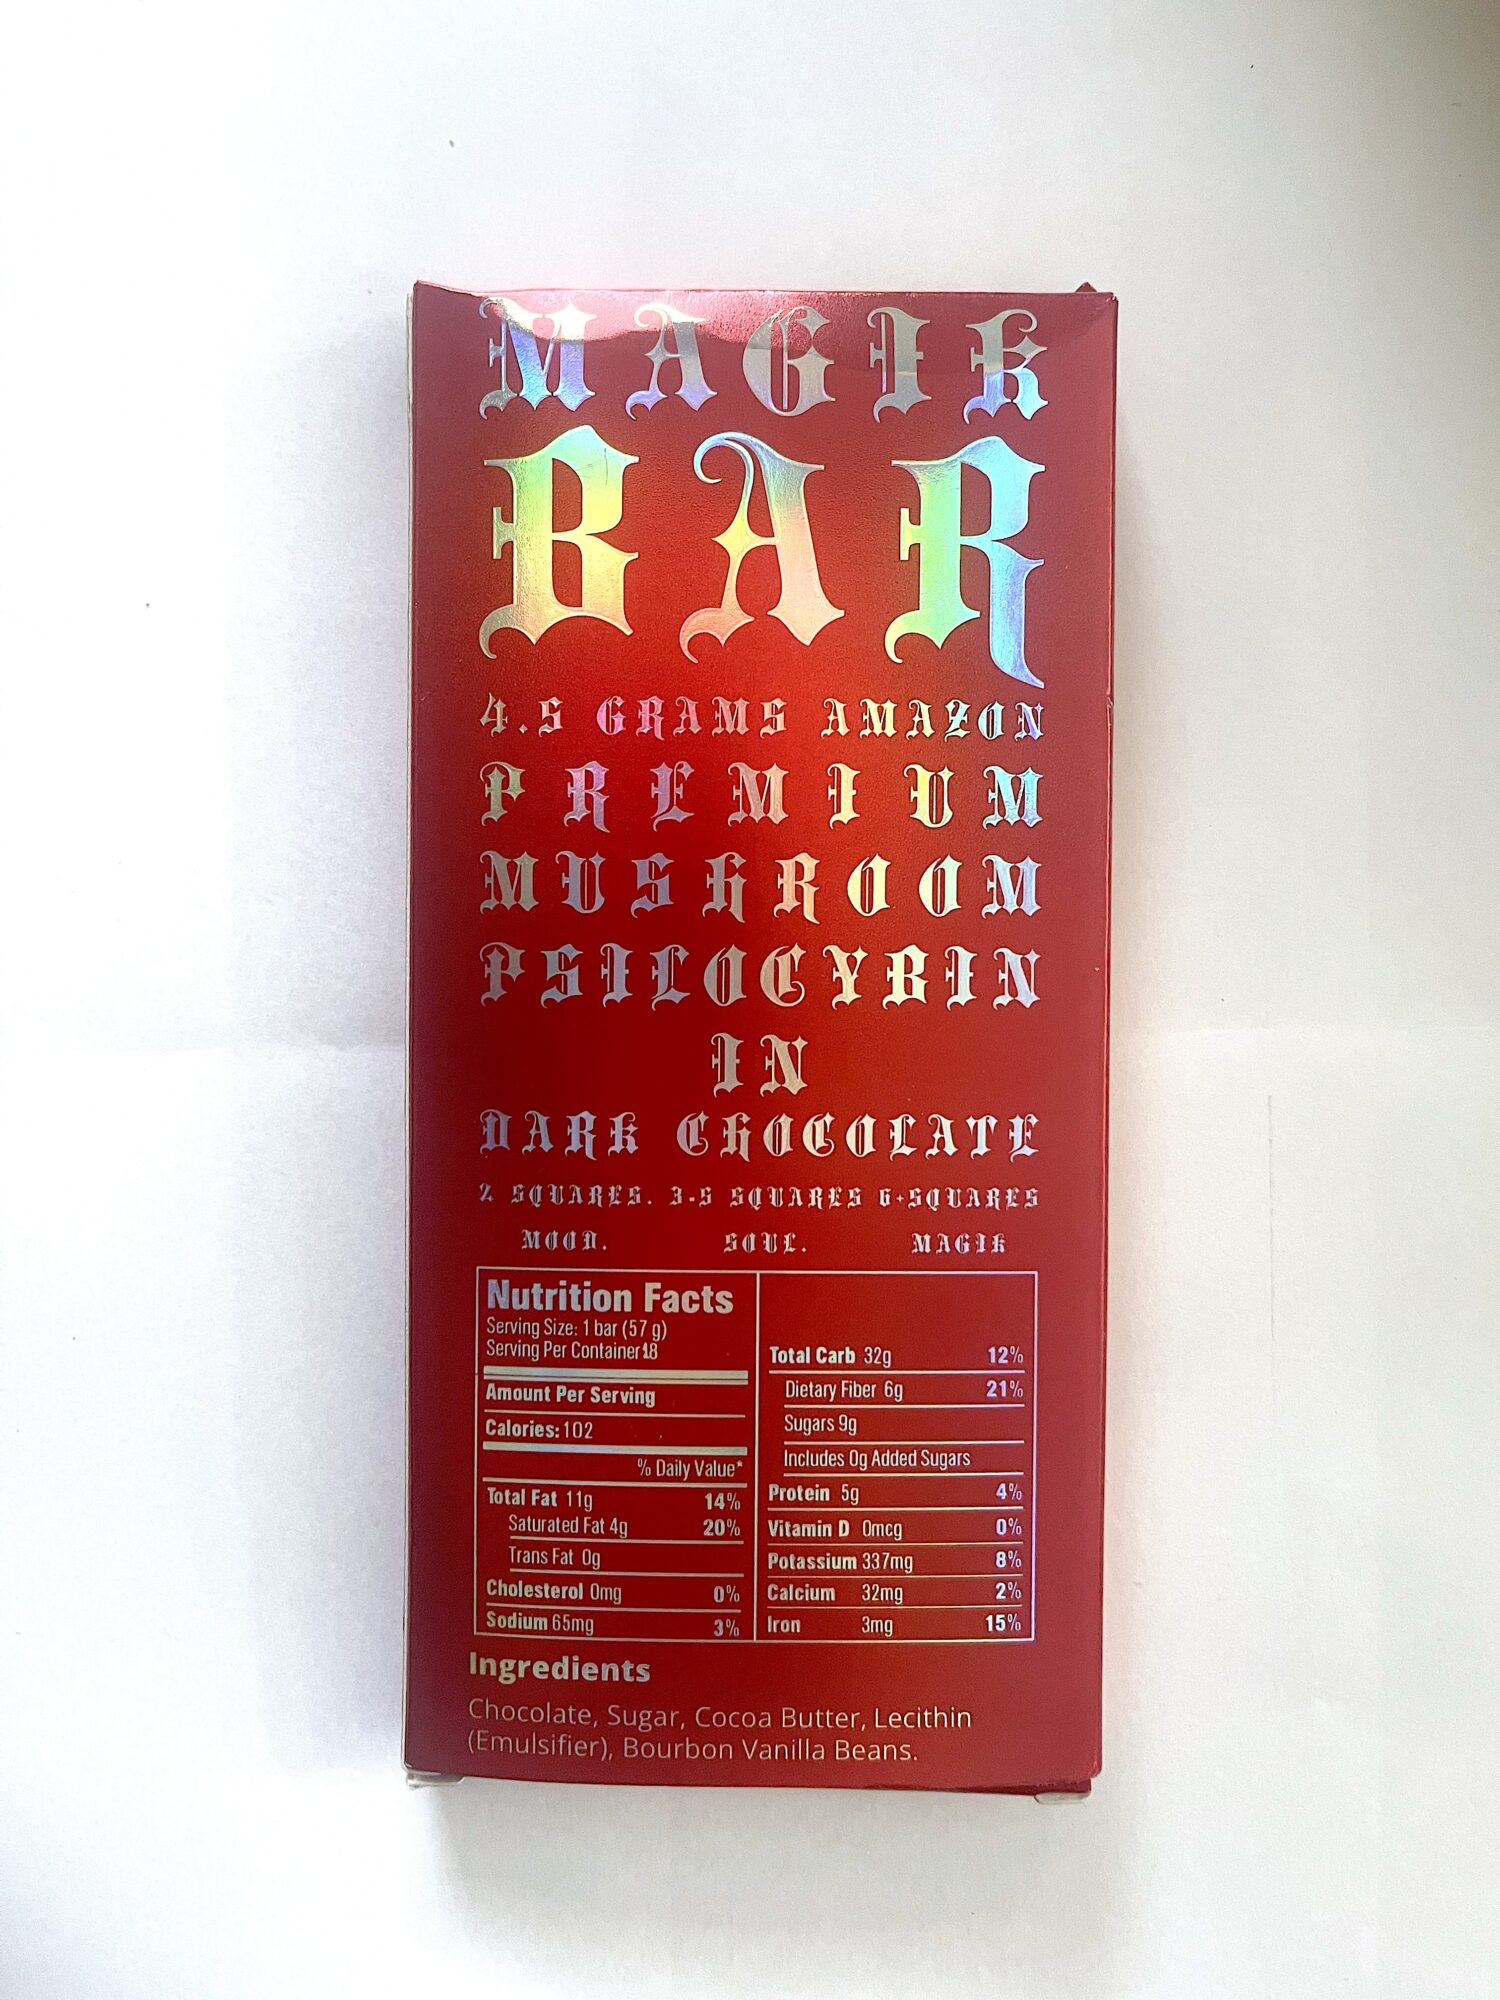 MAGIK
BAR
4.5 GRAMS AMAZON
PREMIUM
MUSHROOM
PSILOCYBIN
IN
DARK CHOCOLATE
2 SQUARES. 3-5 SQUARES 6+SQUARES
MOOD. SOUL. MAGIK
Nutrition Facts
Serving Size: 1 bar (57 g)
Serving Per Container
Amount Per Serving
Calories: 102
% Daily Value*
Total Fat 11g 14%
Saturated Fat 4g 20%
Trans Fat 0g
Cholesterol 0mg 0%
Sodium 65mg 3%
Total Carb 32g 12%
Dietary Fiber 6g 21%
Sugars 9g
Includes 0g Added Sugars
Protein 5g 4%
Vitamin D 0mcg 0%
Potassium 337mg 8%
Calcium 32mg 2%
Iron 3mg 15%
Ingredients
Chocolate, Sugar, Cocoa Butter, Lecithin
(Emulsifier), Bourbon Vanilla Beans.